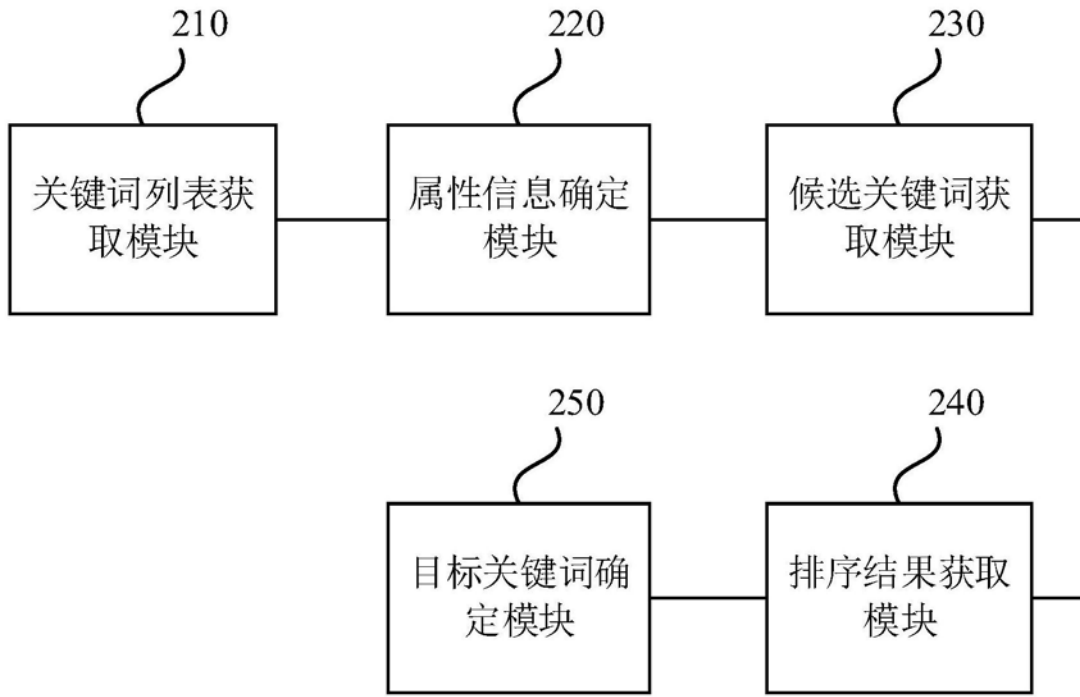 210
220
230
关键词列表获
取模块
属性信息确定
模块
候选关键词获
取模块
250
240
目标关键词确
定模块
排序结果获取
模块